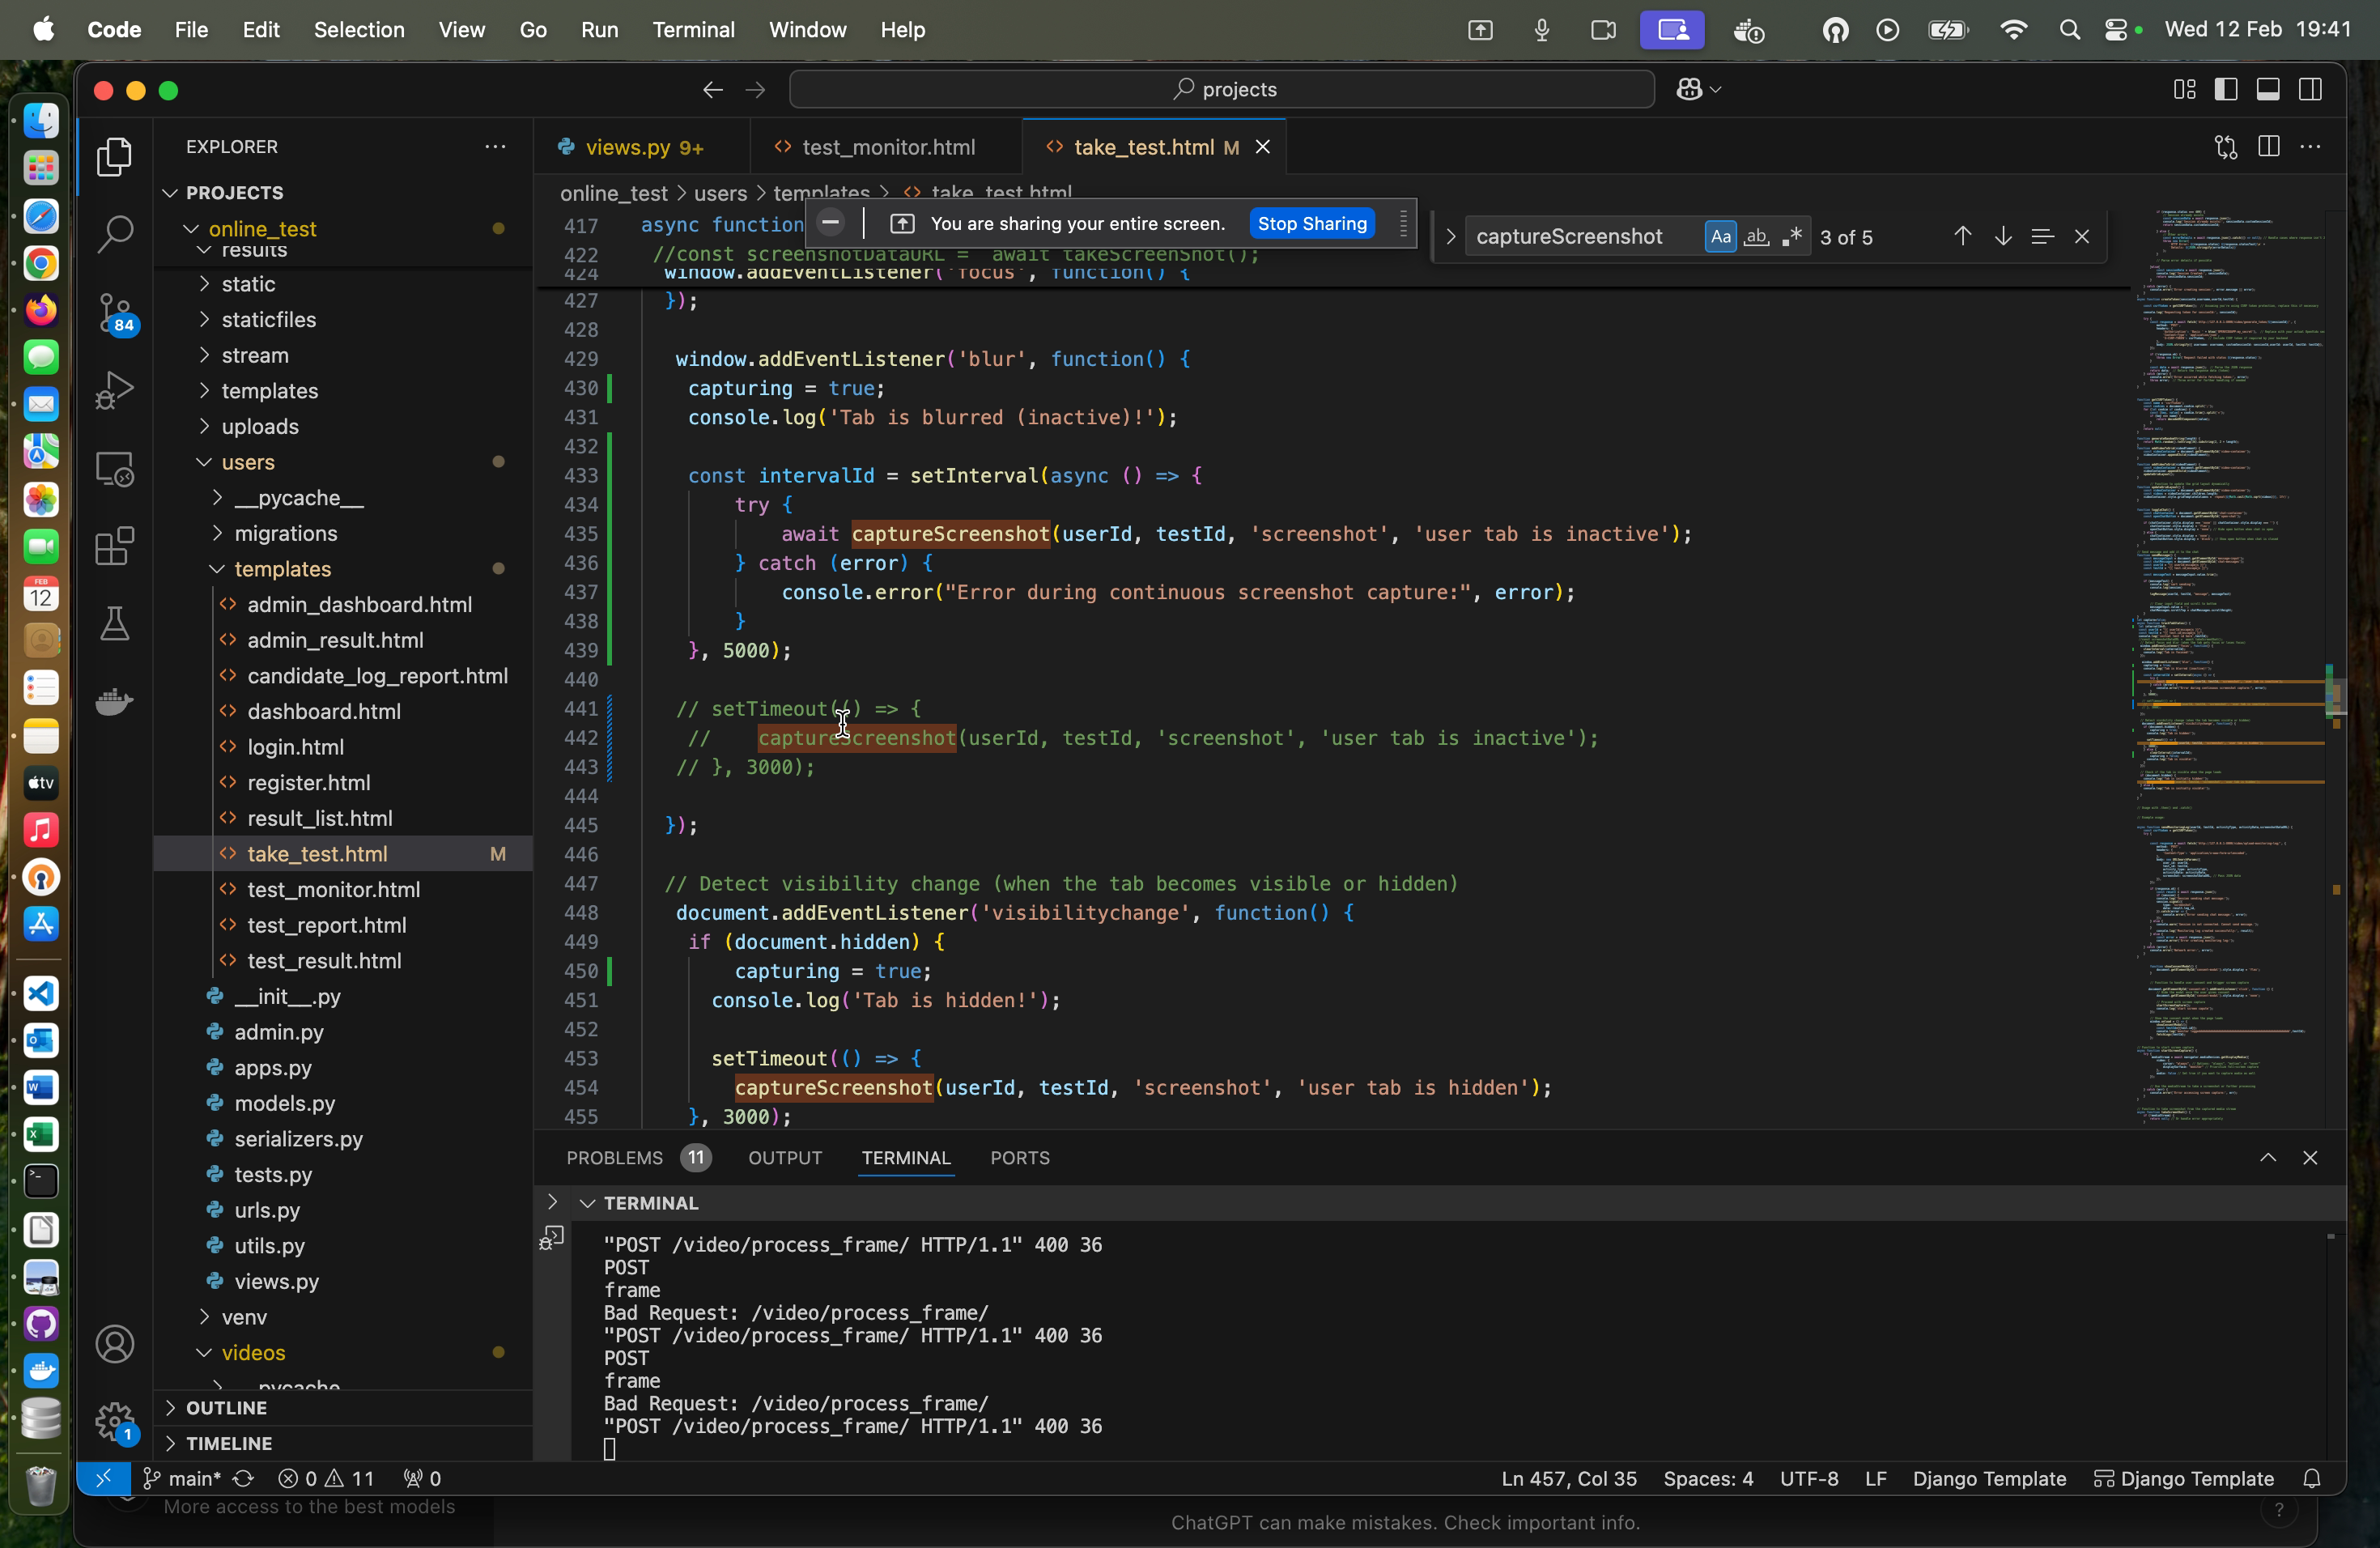 Code File Edit Selection View Go Run Terminal Window Help Wed 12 Feb 19:41
projects
EXPLORER
PROJECTS
online_test
results
static
staticfiles
stream
templates
uploads
users
__pycache__
migrations
templates
admin_dashboard.html
admin_result.html
candidate_log_report.html
dashboard.html
login.html
register.html
result_list.html
take_test.html M
test_monitor.html
test_report.html
test_result.html
__init__.py
admin.py
apps.py
models.py
serializers.py
tests.py
urls.py
utils.py
views.py
venv
videos
__pycache__
OUTLINE
TIMELINE
84
1
FEB
12
tv
views.py 9+ test_monitor.html take_test.html M
online_test > users > templates > take_test.html
You are sharing your entire screen. Stop Sharing
captureScreenshot Aa ab .* 3 of 5
417 async function
422 //const screenshotDataURL = await takeScreenShot();
424 window.addEventListener('focus', function() {
427 });
428
429 window.addEventListener('blur', function() {
430 capturing = true;
431 console.log('Tab is blurred (inactive)!');
432
433 const intervalId = setInterval(async () => {
434 try {
435 await captureScreenshot(userId, testId, 'screenshot', 'user tab is inactive');
436 } catch (error) {
437 console.error("Error during continuous screenshot capture:", error);
438 }
439 }, 5000);
440
441 // setTimeout(() => {
442 // captureScreenshot(userId, testId, 'screenshot', 'user tab is inactive');
443 // }, 3000);
444
445 });
446
447 // Detect visibility change (when the tab becomes visible or hidden)
448 document.addEventListener('visibilitychange', function() {
449 if (document.hidden) {
450 capturing = true;
451 console.log('Tab is hidden!');
452
453 setTimeout(() => {
454 captureScreenshot(userId, testId, 'screenshot', 'user tab is hidden');
455 }, 3000);
PROBLEMS 11 OUTPUT TERMINAL PORTS
TERMINAL
"POST /video/process_frame/ HTTP/1.1" 400 36
POST
frame
Bad Request: /video/process_frame/
"POST /video/process_frame/ HTTP/1.1" 400 36
POST
frame
Bad Request: /video/process_frame/
"POST /video/process_frame/ HTTP/1.1" 400 36
main* 0 11 0 Ln 457, Col 35 Spaces: 4 UTF-8 LF Django Template Django Template
More access to the best models
ChatGPT can make mistakes. Check important info.
?